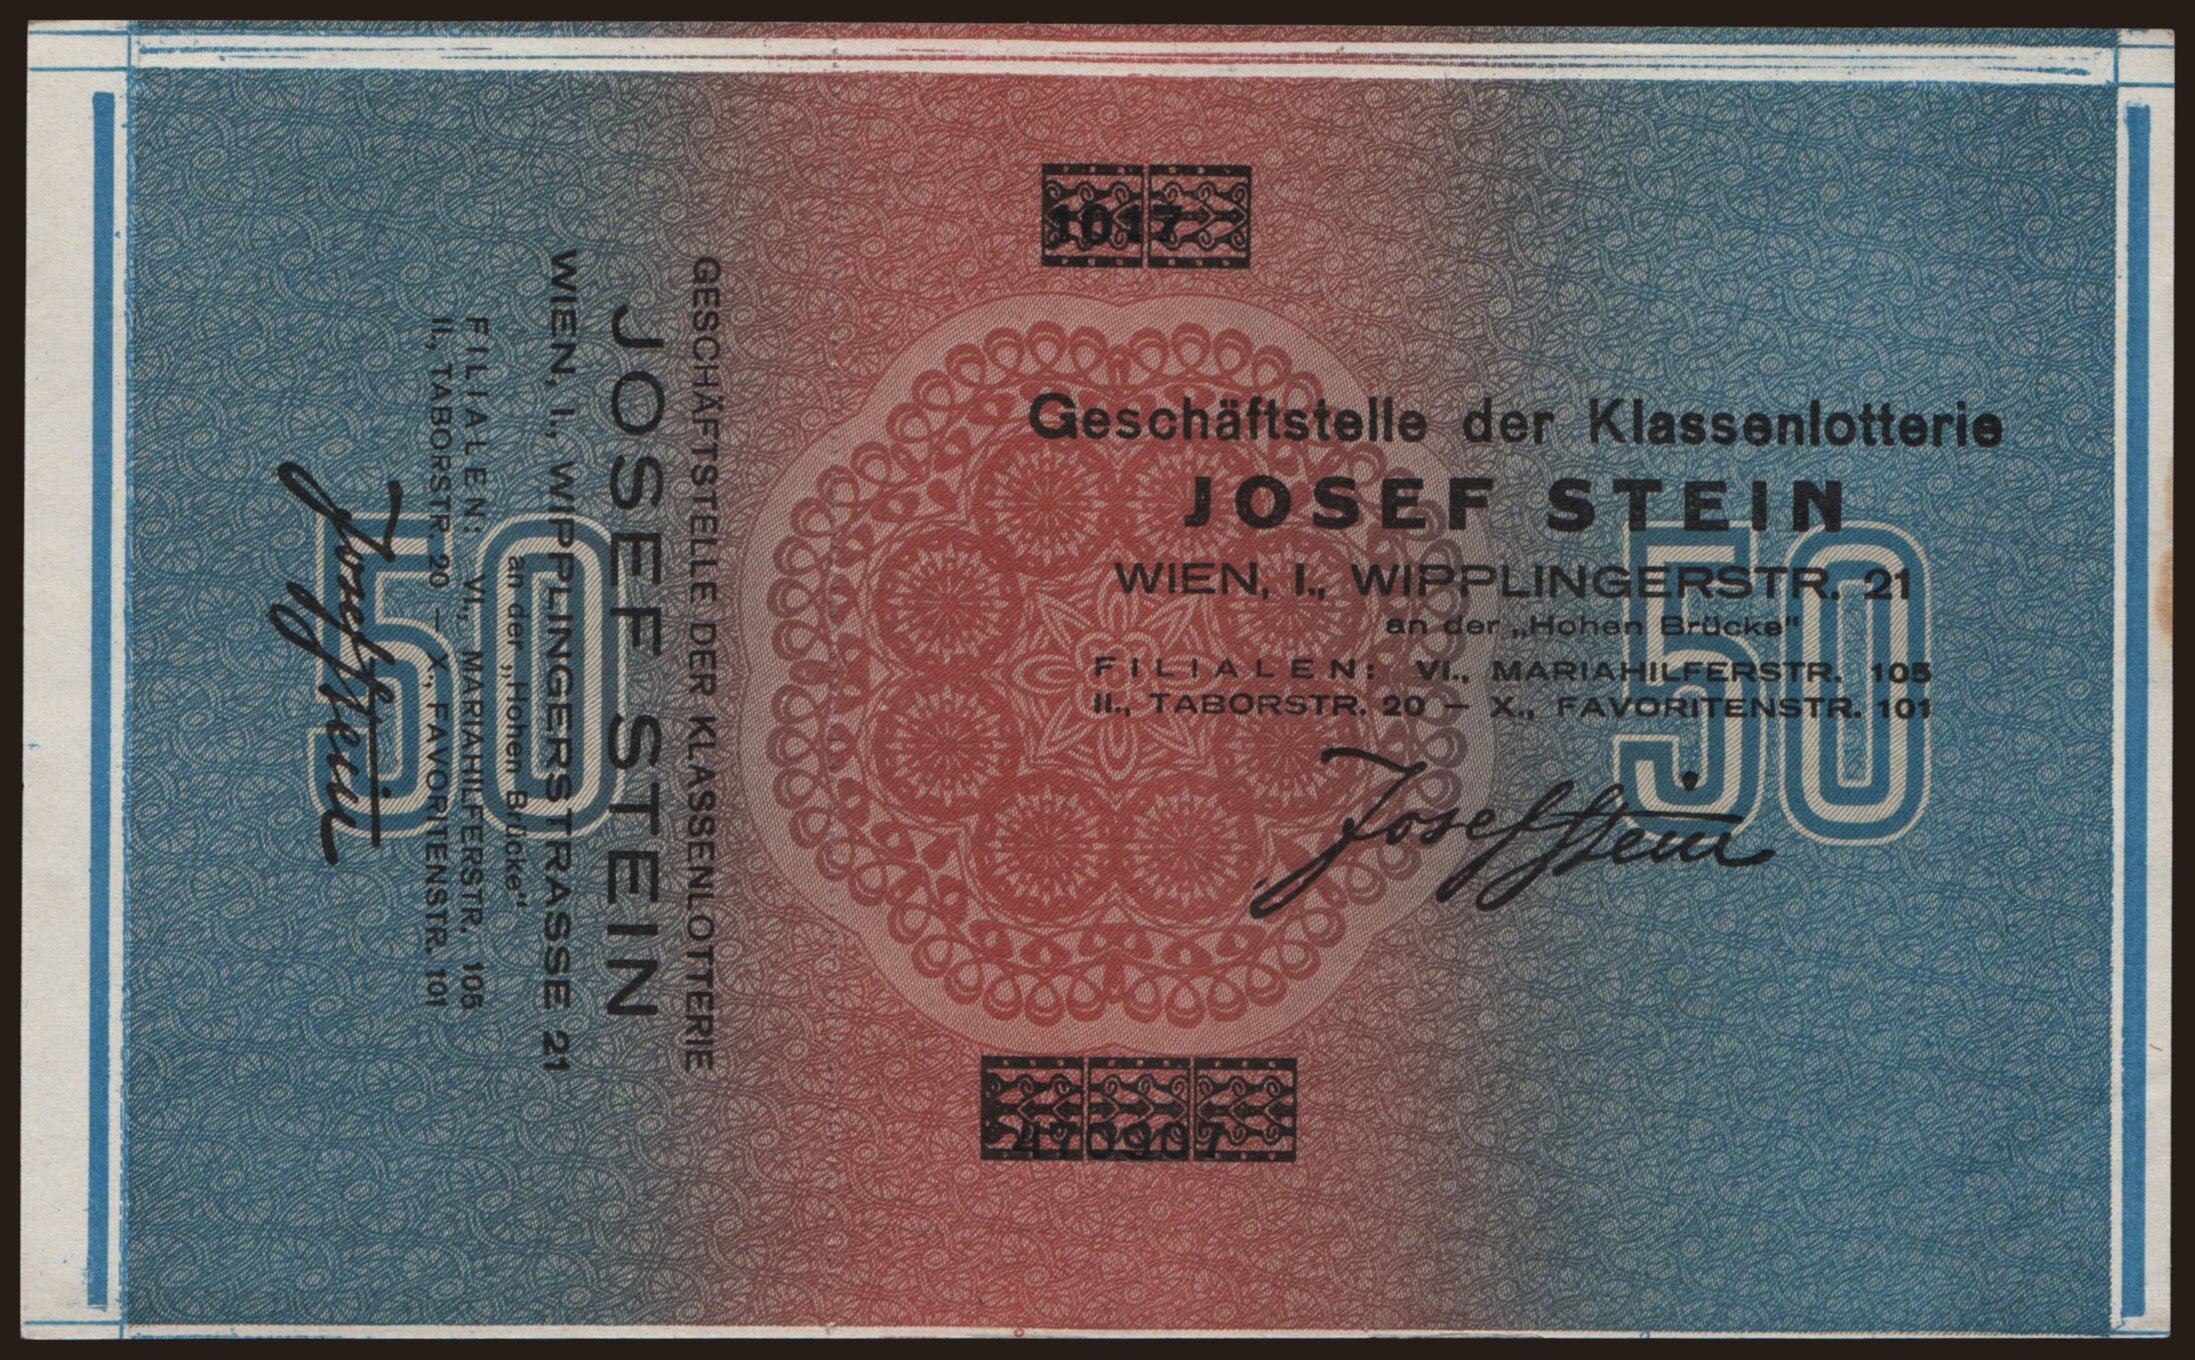 1017
Geschäftstelle der Klassenlotterie
JOSEF STEIN
WIEN, I., WIPPLINGERSTR. 21
an der „Hohen Brücke"
FILIALEN: VI., MARIAHILFERSTR. 105
II., TABORSTR. 20 — X., FAVORITENSTR. 101
Josef Stein
50
GESCHÄFTSTELLE DER KLASSENLOTTERIE
JOSEF STEIN
WIEN, I., WIPPLINGERSTRASSE 21
an der „Hohen Brücke"
FILIALEN: VI., MARIAHILFERSTR. 105
II., TABORSTR. 20 — X., FAVORITENSTR. 101
Josef Stein
50